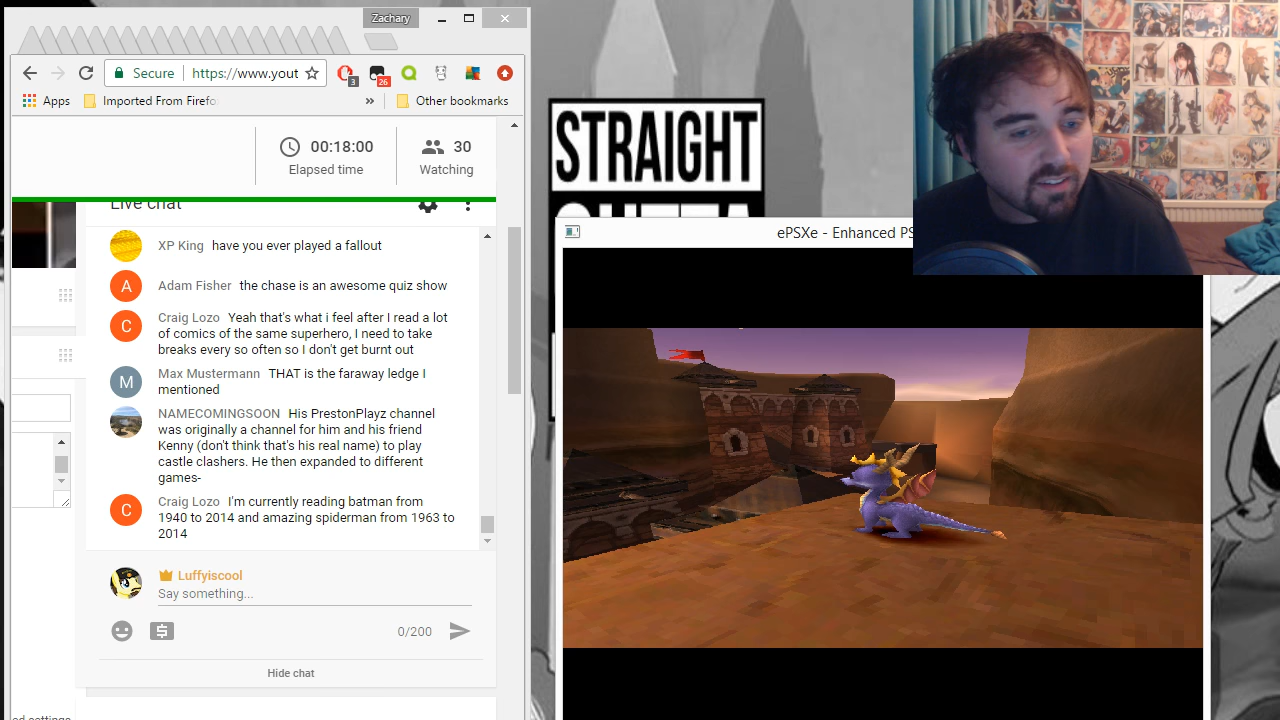 Zachary
Secure
https://www.yout
3
26
Apps
Imported From Firefo
»
Other bookmarks
00:18:00
Elapsed time
30
Watching
Live chat
XP King have you ever played a fallout
A
Adam Fisher the chase is an awesome quiz show
C
Craig Lozo Yeah that's what i feel after I read a lot
of comics of the same superhero, I need to take
breaks every so often so I don't get burnt out
M
Max Mustermann THAT is the faraway ledge I
mentioned
NAMECOMINGSOON His PrestonPlayz channel
was originally a channel for him and his friend
Kenny (don't think that's his real name) to play
castle clashers. He then expanded to different
games-
C
Craig Lozo I'm currently reading batman from
1940 to 2014 and amazing spiderman from 1963 to
2014
Luffyiscool
Say something...
0/200
Hide chat
ed settings
STRAIGHT
OUTTA
ePSXe - Enhanced PS